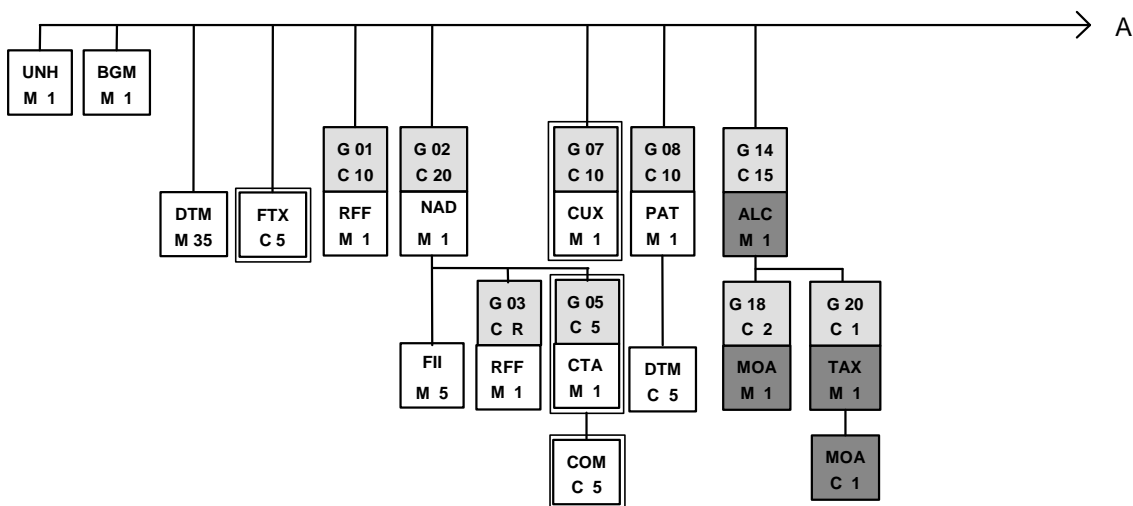 A
UNH
M 1
BGM
M 1
G 01
C 10
G 02
C 20
G 07
C 10
G 08
C 10
G 14
C 15
DTM
M 35
FTX
C 5
RFF
M 1
NAD
M 1
CUX
M 1
PAT
M 1
ALC
M 1
G 03
C R
G 05
C 5
G 18
C 2
G 20
C 1
FII
M 5
RFF
M 1
CTA
M 1
DTM
C 5
MOA
M 1
TAX
M 1
COM
C 5
MOA
C 1